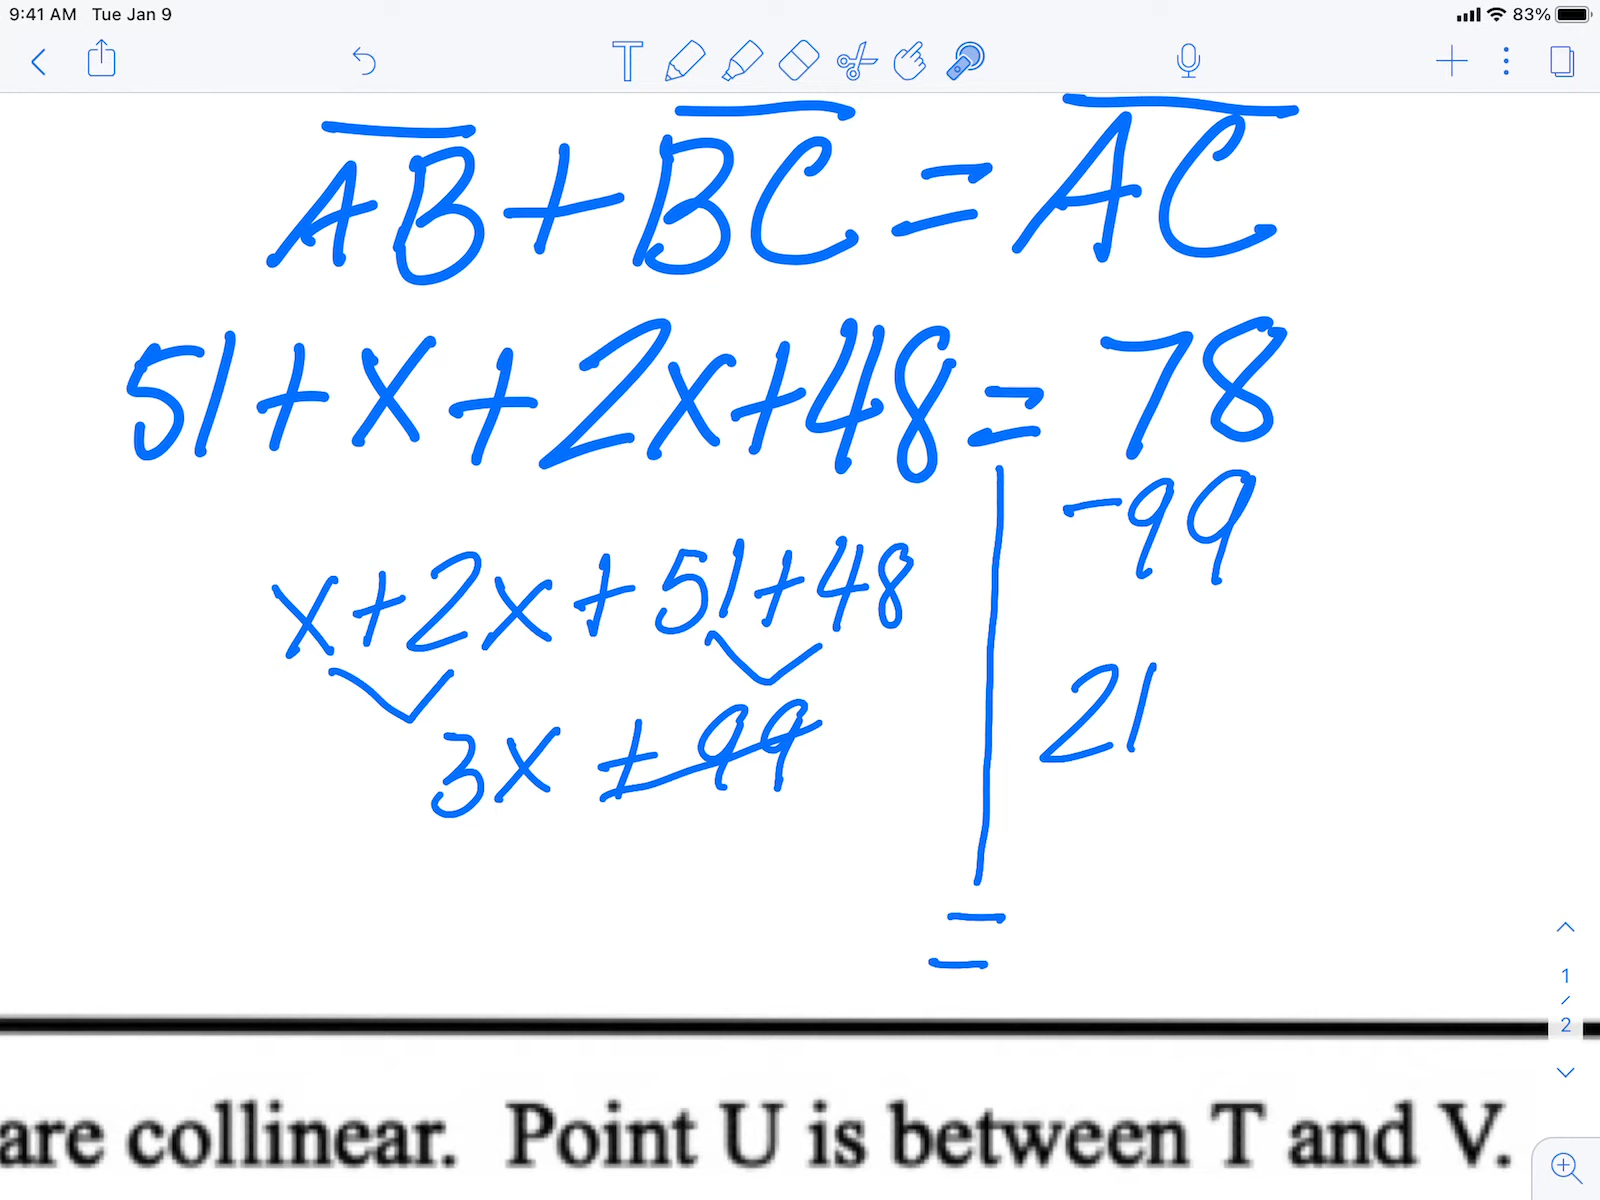 9:41 AM Tue Jan 9 83%
AB + BC = AC
51 + x + 2x + 48 = 78
-99
x + 2x + 51 + 48
21
3x + 99
=
1
/
2
are collinear. Point U is between T and V.